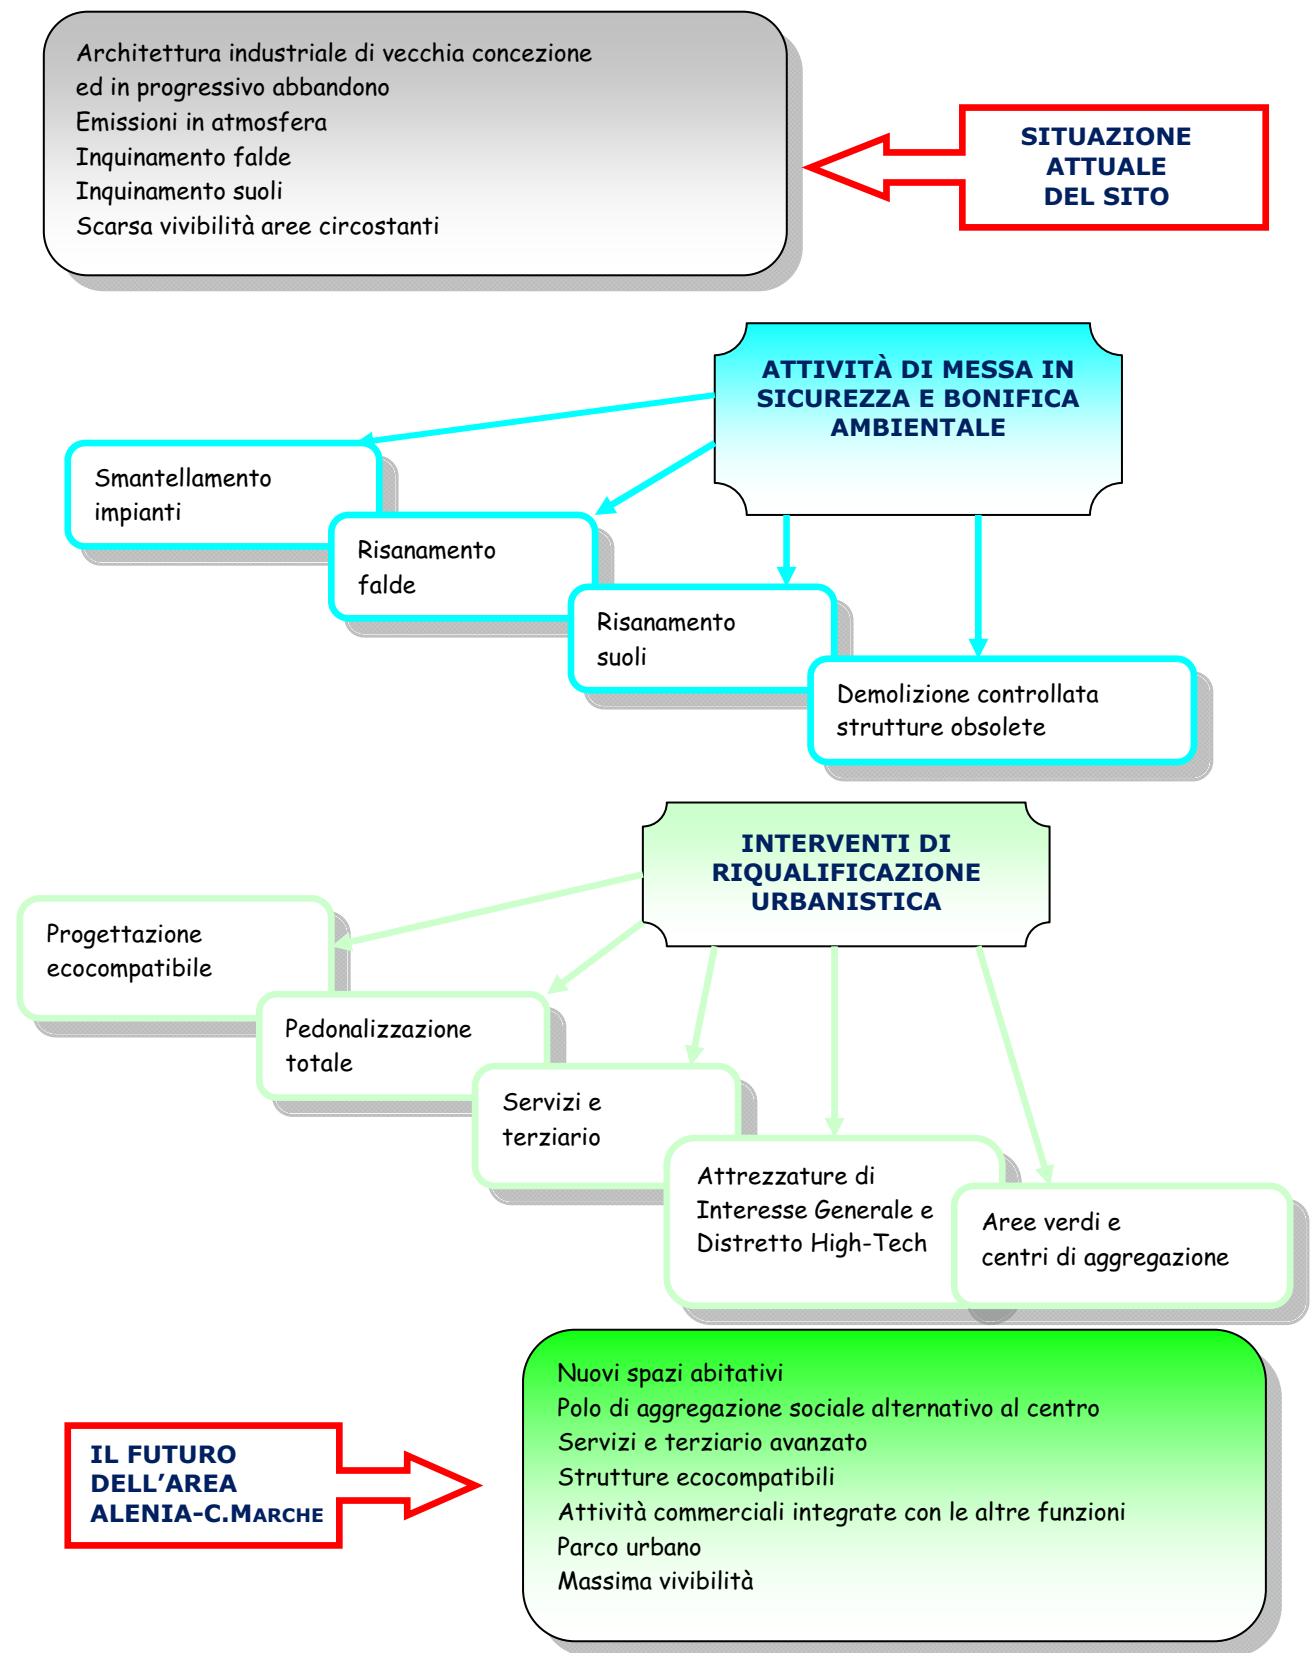 Architettura industriale di vecchia concezione
ed in progressivo abbandono
Emissioni in atmosfera
Inquinamento falde
Inquinamento suoli
Scarsa vivibilità aree circostanti
SITUAZIONE
ATTUALE
DEL SITO
ATTIVITÀ DI MESSA IN
SICUREZZA E BONIFICA
AMBIENTALE
Smantellamento
impianti
Risanamento
falde
Risanamento
suoli
Demolizione controllata
strutture obsolete
INTERVENTI DI
RIQUALIFICAZIONE
URBANISTICA
Progettazione
ecocompatibile
Pedonalizzazione
totale
Servizi e
terziario
Attrezzature di
Interesse Generale e
Distretto High-Tech
Aree verdi e
centri di aggregazione
IL FUTURO
DELL’AREA
ALENIA-C.MARCHE
Nuovi spazi abitativi
Polo di aggregazione sociale alternativo al centro
Servizi e terziario avanzato
Strutture ecocompatibili
Attività commerciali integrate con le altre funzioni
Parco urbano
Massima vivibilità